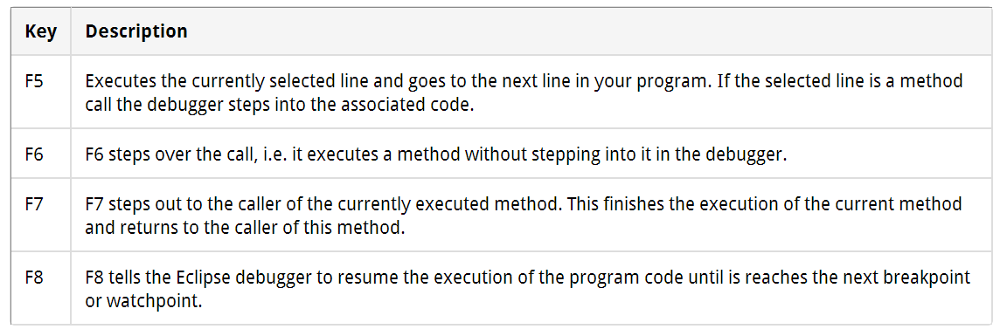 Key Description
F5 Executes the currently selected line and goes to the next line in your program. If the selected line is a method
call the debugger steps into the associated code.
F6 F6 steps over the call, i.e. it executes a method without stepping into it in the debugger.
F7 F7 steps out to the caller of the currently executed method. This finishes the execution of the current method
and returns to the caller of this method.
F8 F8 tells the Eclipse debugger to resume the execution of the program code until is reaches the next breakpoint
or watchpoint.